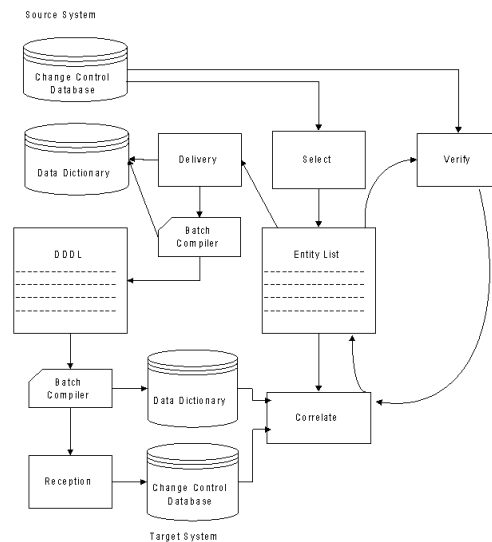 Source System
Change Control
Database
Data Dictionary
Delivery
Select
Verify
Batch
Compiler
DDDL
Entity List
Batch
Compiler
Data Dictionary
Correlate
Reception
Change Control
Database
Target System